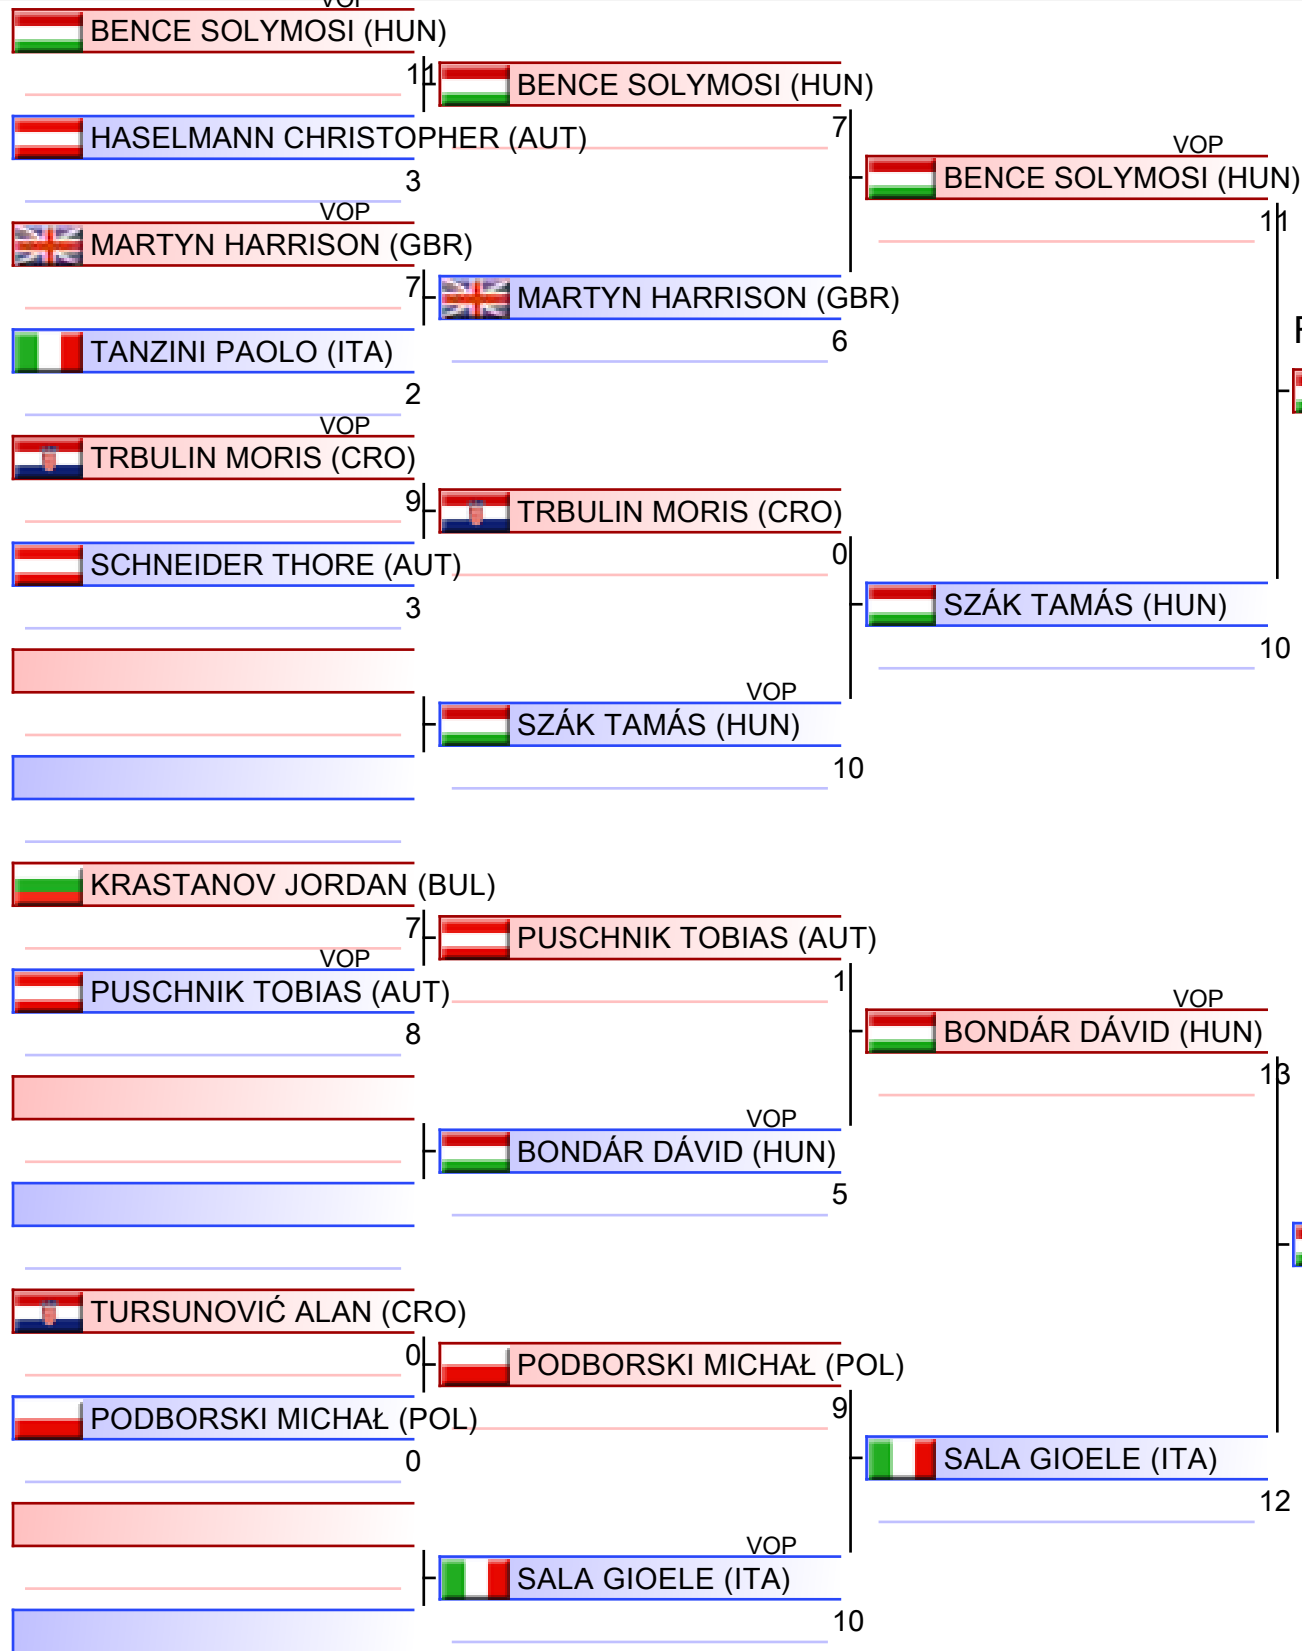 VOP
BENCE SOLYMOSI (HUN)
11
HASELMANN CHRISTOPHER (AUT)
3
VOP
MARTYN HARRISON (GBR)
7
TANZINI PAOLO (ITA)
2
VOP
TRBULIN MORIS (CRO)
9
SCHNEIDER THORE (AUT)
3
KRASTANOV JORDAN (BUL)
7
VOP
PUSCHNIK TOBIAS (AUT)
8
TURSUNOVIĆ ALAN (CRO)
0
PODBORSKI MICHAŁ (POL)
0
BENCE SOLYMOSI (HUN)
7
MARTYN HARRISON (GBR)
6
TRBULIN MORIS (CRO)
0
VOP
SZÁK TAMÁS (HUN)
10
PUSCHNIK TOBIAS (AUT)
1
VOP
BONDÁR DÁVID (HUN)
5
PODBORSKI MICHAŁ (POL)
9
VOP
SALA GIOELE (ITA)
10
VOP
BENCE SOLYMOSI (HUN)
11
SZÁK TAMÁS (HUN)
10
VOP
BONDÁR DÁVID (HUN)
13
SALA GIOELE (ITA)
12